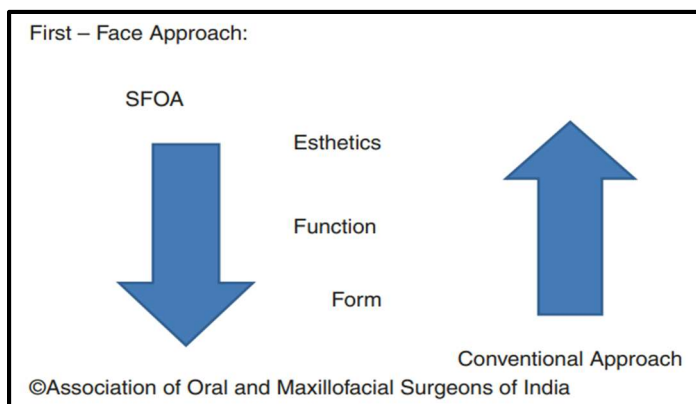 First – Face Approach:
SFOA
Esthetics
Function
Form
Conventional Approach
©Association of Oral and Maxillofacial Surgeons of India